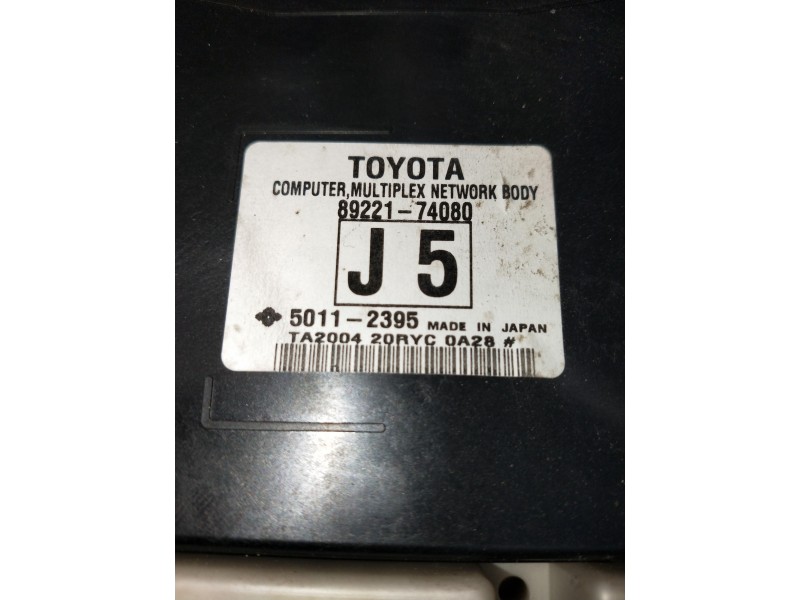 TOYOTA
COMPUTER,MULTIPLEX NETWORK BODY
89221-74080
J 5
5011-2395 MADE IN JAPAN
TA2004 20RYC 0A28 #